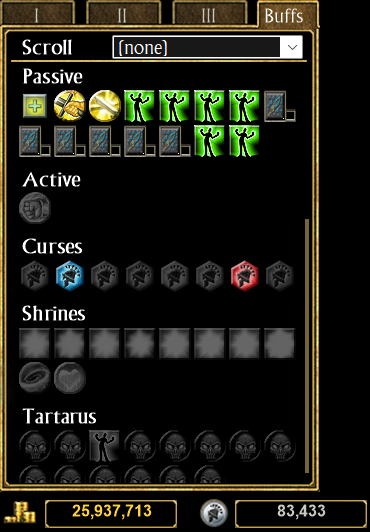 I II III Buffs
Scroll (none)
Passive
Active
Curses
Shrines
Tartarus
25,937,713 83,433